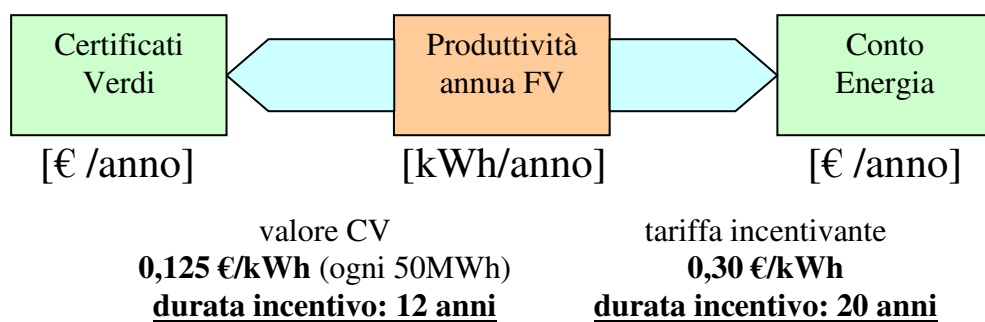 Certificati
Verdi
Produttività
annua FV
Conto
Energia
[€ /anno]
[kWh/anno]
[€ /anno]
valore CV
0,125 €/kWh (ogni 50MWh)
durata incentivo: 12 anni
tariffa incentivante
0,30 €/kWh
durata incentivo: 20 anni